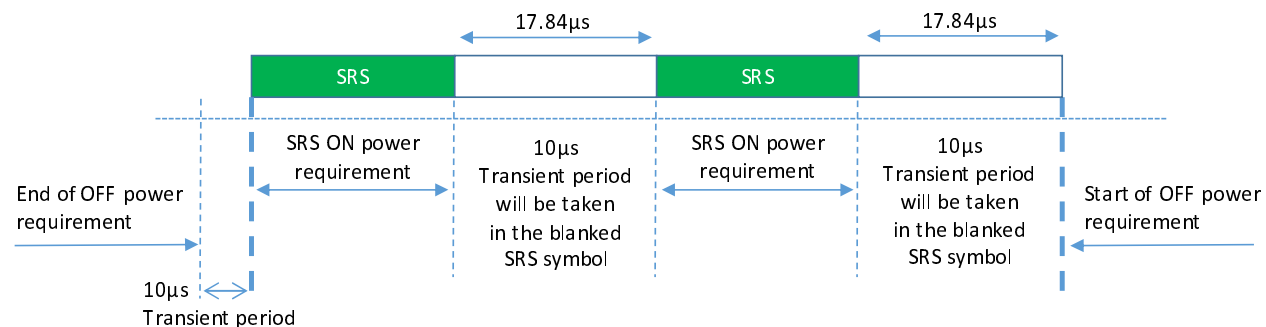 17.84µs
17.84µs
SRS
SRS
SRS ON power
requirement
10µs
Transient period
will be taken
in the blanked
SRS symbol
SRS ON power
requirement
10µs
Transient period
will be taken
in the blanked
SRS symbol
End of OFF power
requirement
Start of OFF power
requirement
10µs
Transient period